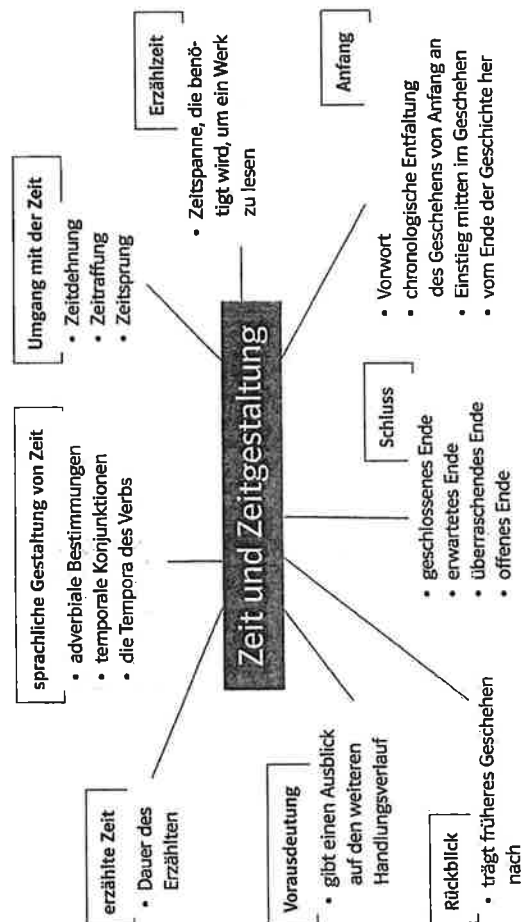 Zeit und Zeitgestaltung
erzählte Zeit
• Dauer des
Erzählten
sprachliche Gestaltung von Zeit
• adverbiale Bestimmungen
• temporale Konjunktionen
• die Tempora des Verbs
Umgang mit der Zeit
• Zeitdehnung
• Zeitraffung
• Zeitsprung
Erzählzeit
• Zeitspanne, die benö-
tigt wird, um ein Werk
zu lesen
Vorausdeutung
• gibt einen Ausblick
auf den weiteren
Handlungsverlauf
Rückblick
• trägt früheres Geschehen
nach
Schluss
• geschlossenes Ende
• erwartetes Ende
• überraschendes Ende
• offenes Ende
Anfang
• Vorwort
• chronologische Entfaltung
des Geschehens von Anfang an
• Einstieg mitten im Geschehen
• vom Ende der Geschichte her